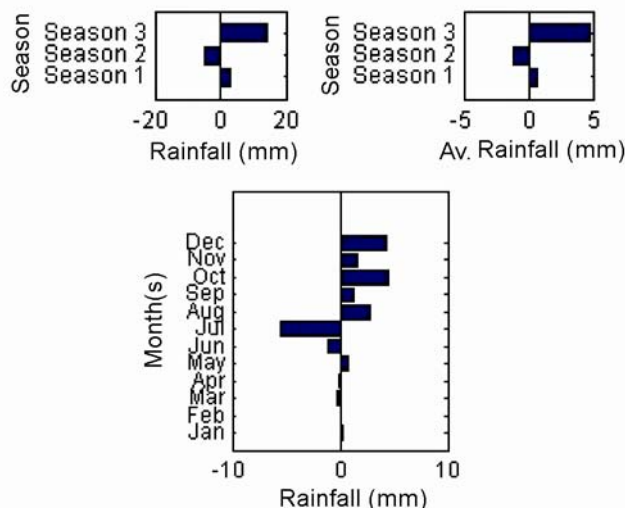 Season
Season 3
Season 2
Season 1
-20 0 20
Rainfall (mm)
Season
Season 3
Season 2
Season 1
-5 0 5
Av. Rainfall (mm)
Month(s)
Dec
Nov
Oct
Sep
Aug
Jul
Jun
May
Apr
Mar
Feb
Jan
-10 0 10
Rainfall (mm)